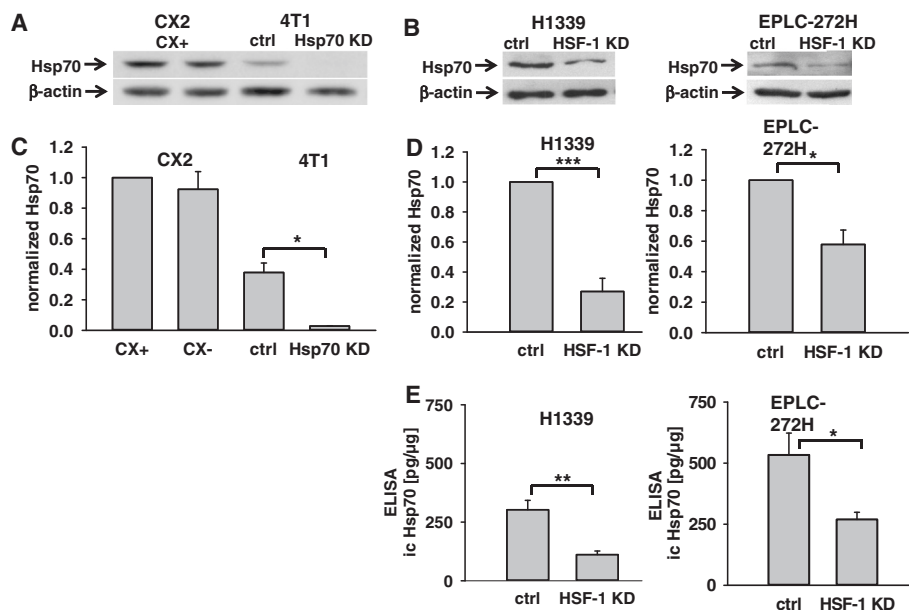 A
CX2
4T1
CX+
ctrl
Hsp70 KD
Hsp70
β-actin
B
H1339
EPLC-272H
ctrl
HSF-1 KD
ctrl
HSF-1 KD
Hsp70
Hsp70
β-actin
β-actin
C
normalized Hsp70
1.2
1.0
0.8
0.6
0.4
0.2
0.0
CX2
4T1
*
CX+
CX-
ctrl
Hsp70 KD
D
normalized Hsp70
1.2
1.0
0.8
0.6
0.4
0.2
0.0
H1339
***
ctrl
HSF-1 KD
normalized Hsp70
1.2
1.0
0.8
0.6
0.4
0.2
0.0
EPLC-
272H
*
ctrl
HSF-1 KD
E
ELISA
ic Hsp70 [pg/µg]
750
500
250
0
H1339
**
ctrl
HSF-1 KD
ELISA
ic Hsp70 [pg/µg]
750
500
250
0
EPLC-
272H
*
ctrl
HSF-1 KD